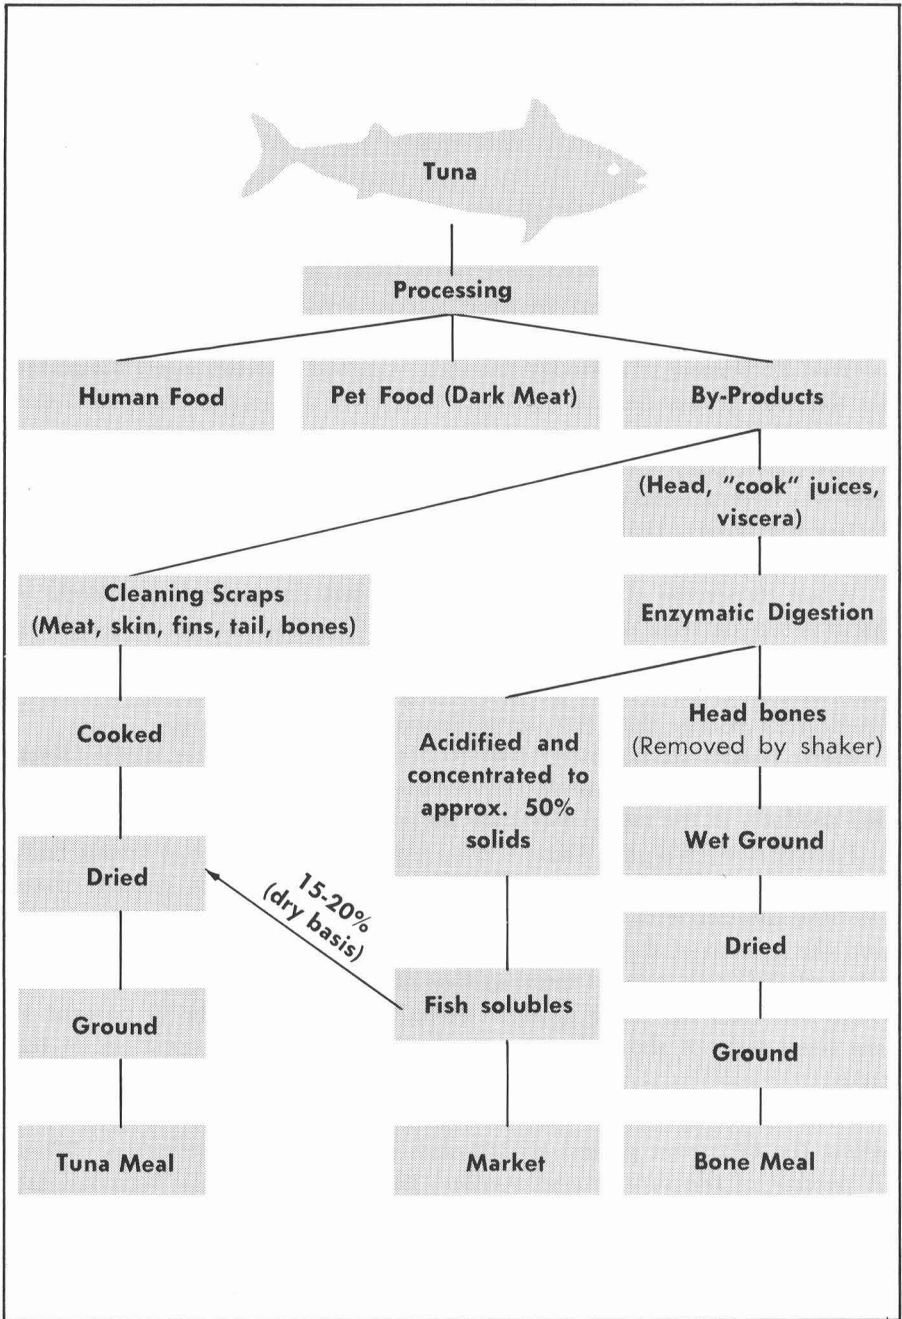 Tuna
Processing
Human Food
Pet Food (Dark Meat)
By-Products
(Head, "cook" juices,
viscera)
Cleaning Scraps
(Meat, skin, fins, tail, bones)
Enzymatic Digestion
Cooked
Acidified and
concentrated to
approx. 50%
solids
Head bones
(Removed by shaker)
Wet Ground
Dried
15-20%
(dry basis)
Dried
Fish solubles
Ground
Ground
Tuna Meal
Market
Bone Meal